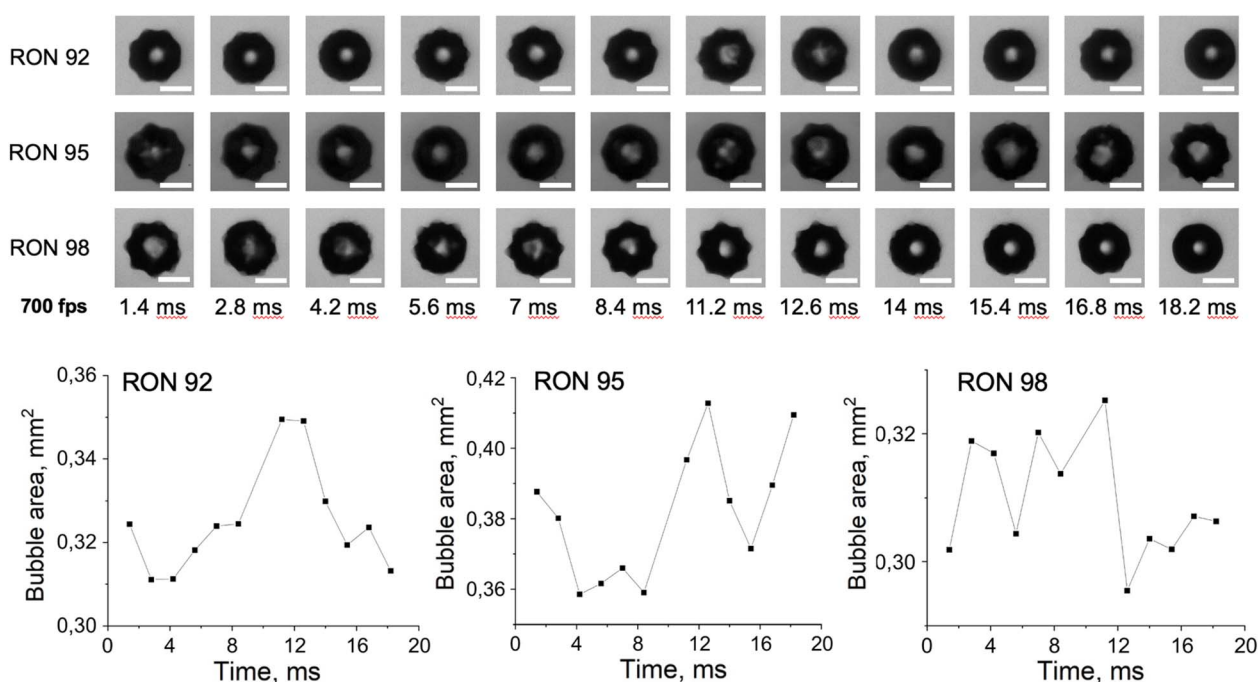 RON 92
RON 95
RON 98
700 fps 1.4 ms 2.8 ms 4.2 ms 5.6 ms 7 ms 8.4 ms 11.2 ms 12.6 ms 14 ms 15.4 ms 16.8 ms 18.2 ms
RON 92
Bubble area, mm²
0,36
0,34
0,32
0,30
0 4 8 12 16 20
Time, ms
RON 95
Bubble area, mm²
0,42
0,40
0,38
0,36
0 4 8 12 16 20
Time, ms
RON 98
Bubble area, mm²
0,32
0,30
0 4 8 12 16 20
Time, ms